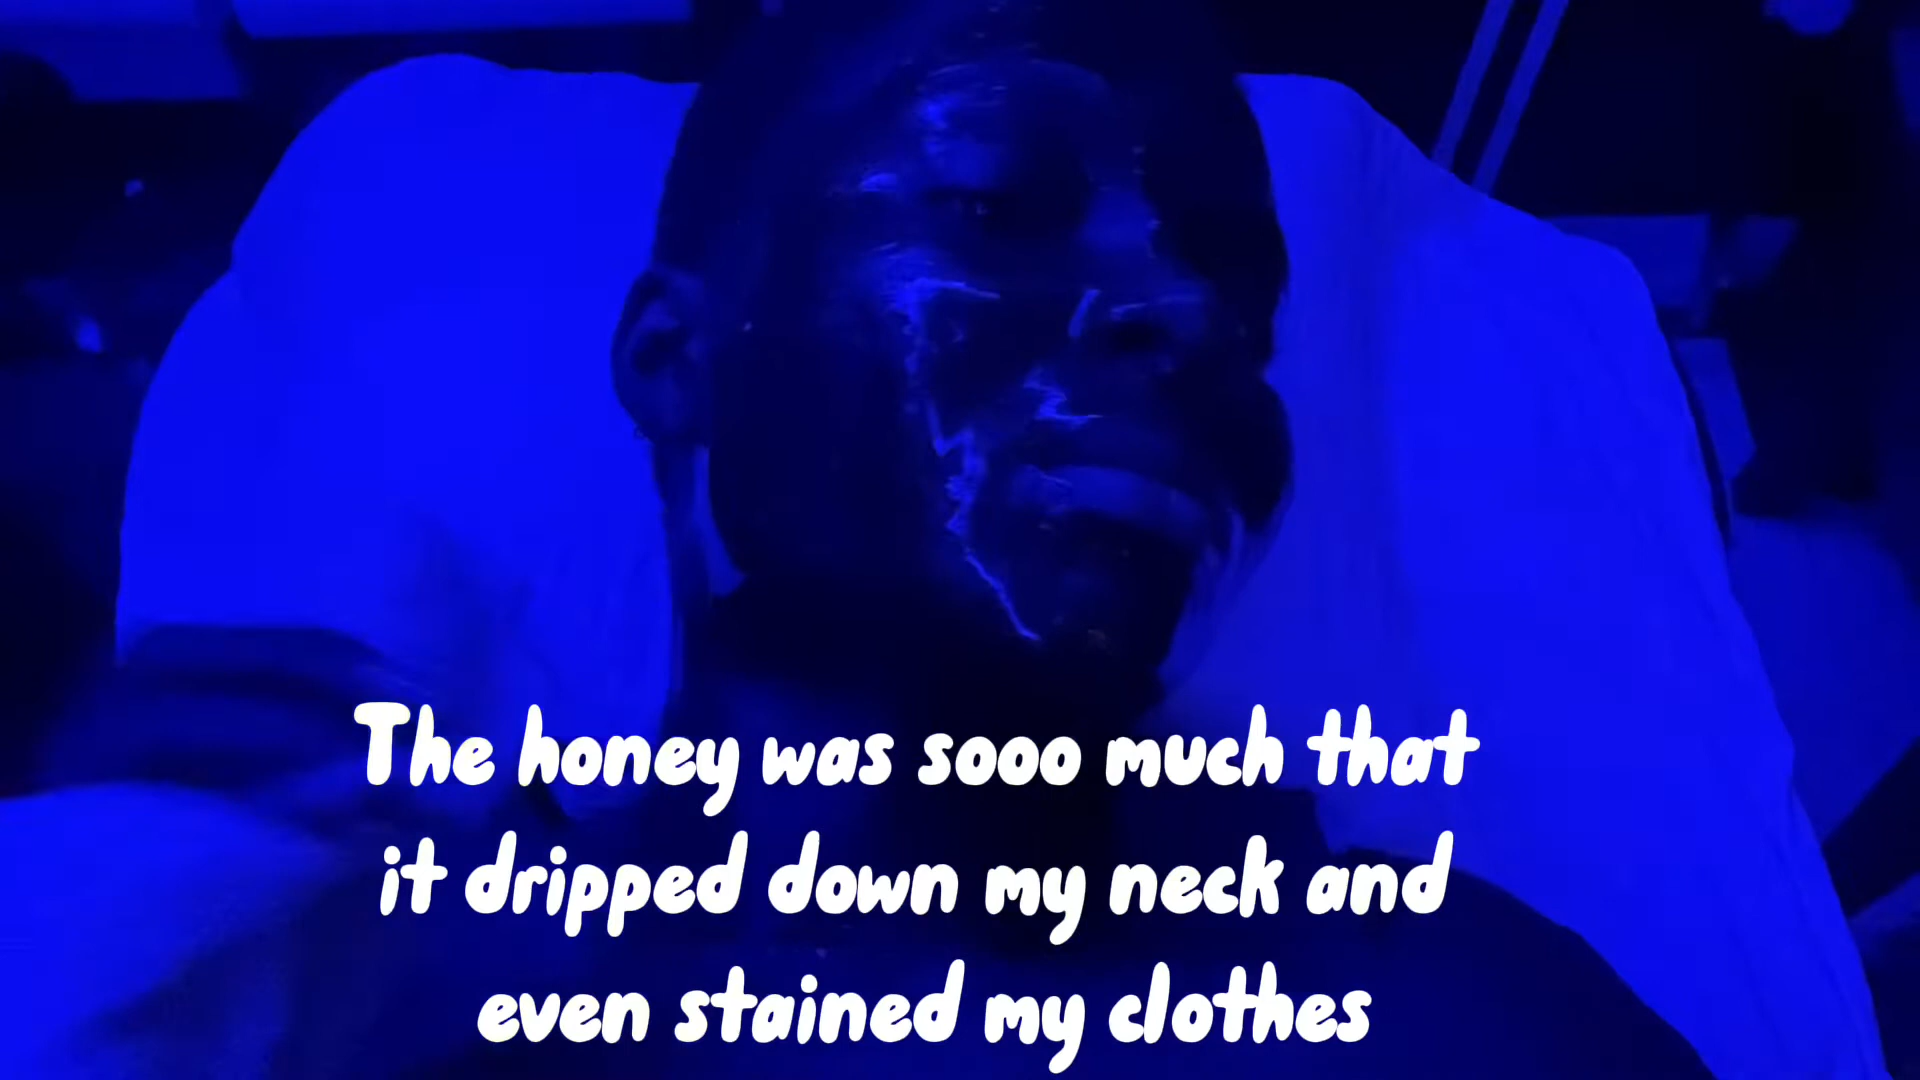 The honey was sooo much that
it dripped down my neck and
even stained my clothes